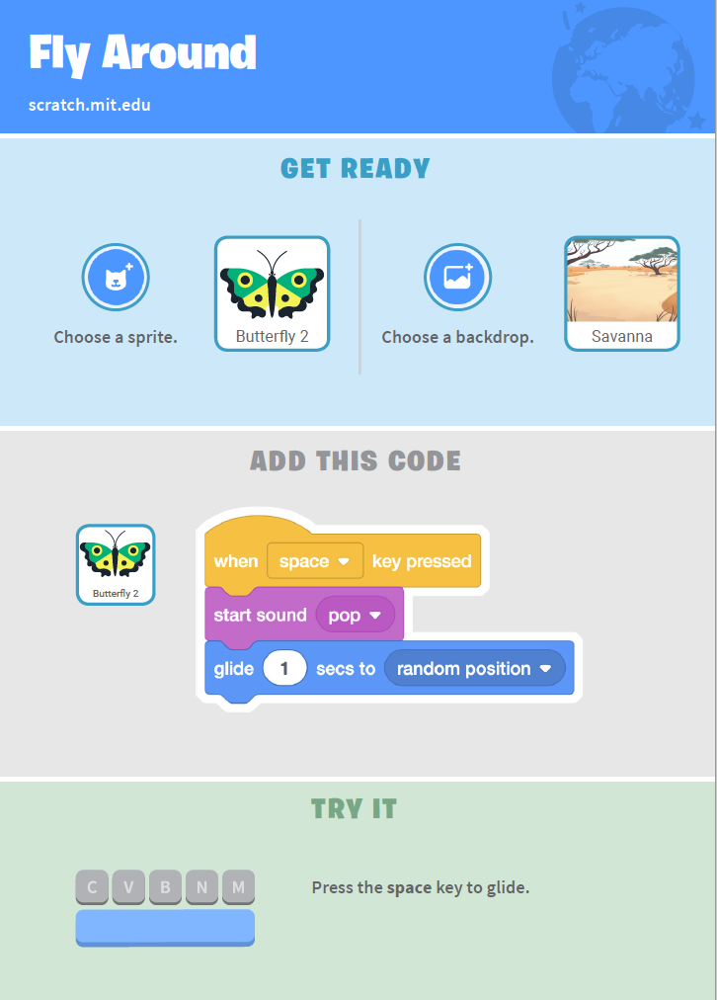 Fly Around
scratch.mit.edu
GET READY
Choose a sprite.
Butterfly 2
Choose a backdrop.
Savanna
ADD THIS CODE
Butterfly 2
when space key pressed
start sound pop
glide 1 secs to random position
TRY IT
C V B N M
Press the space key to glide.